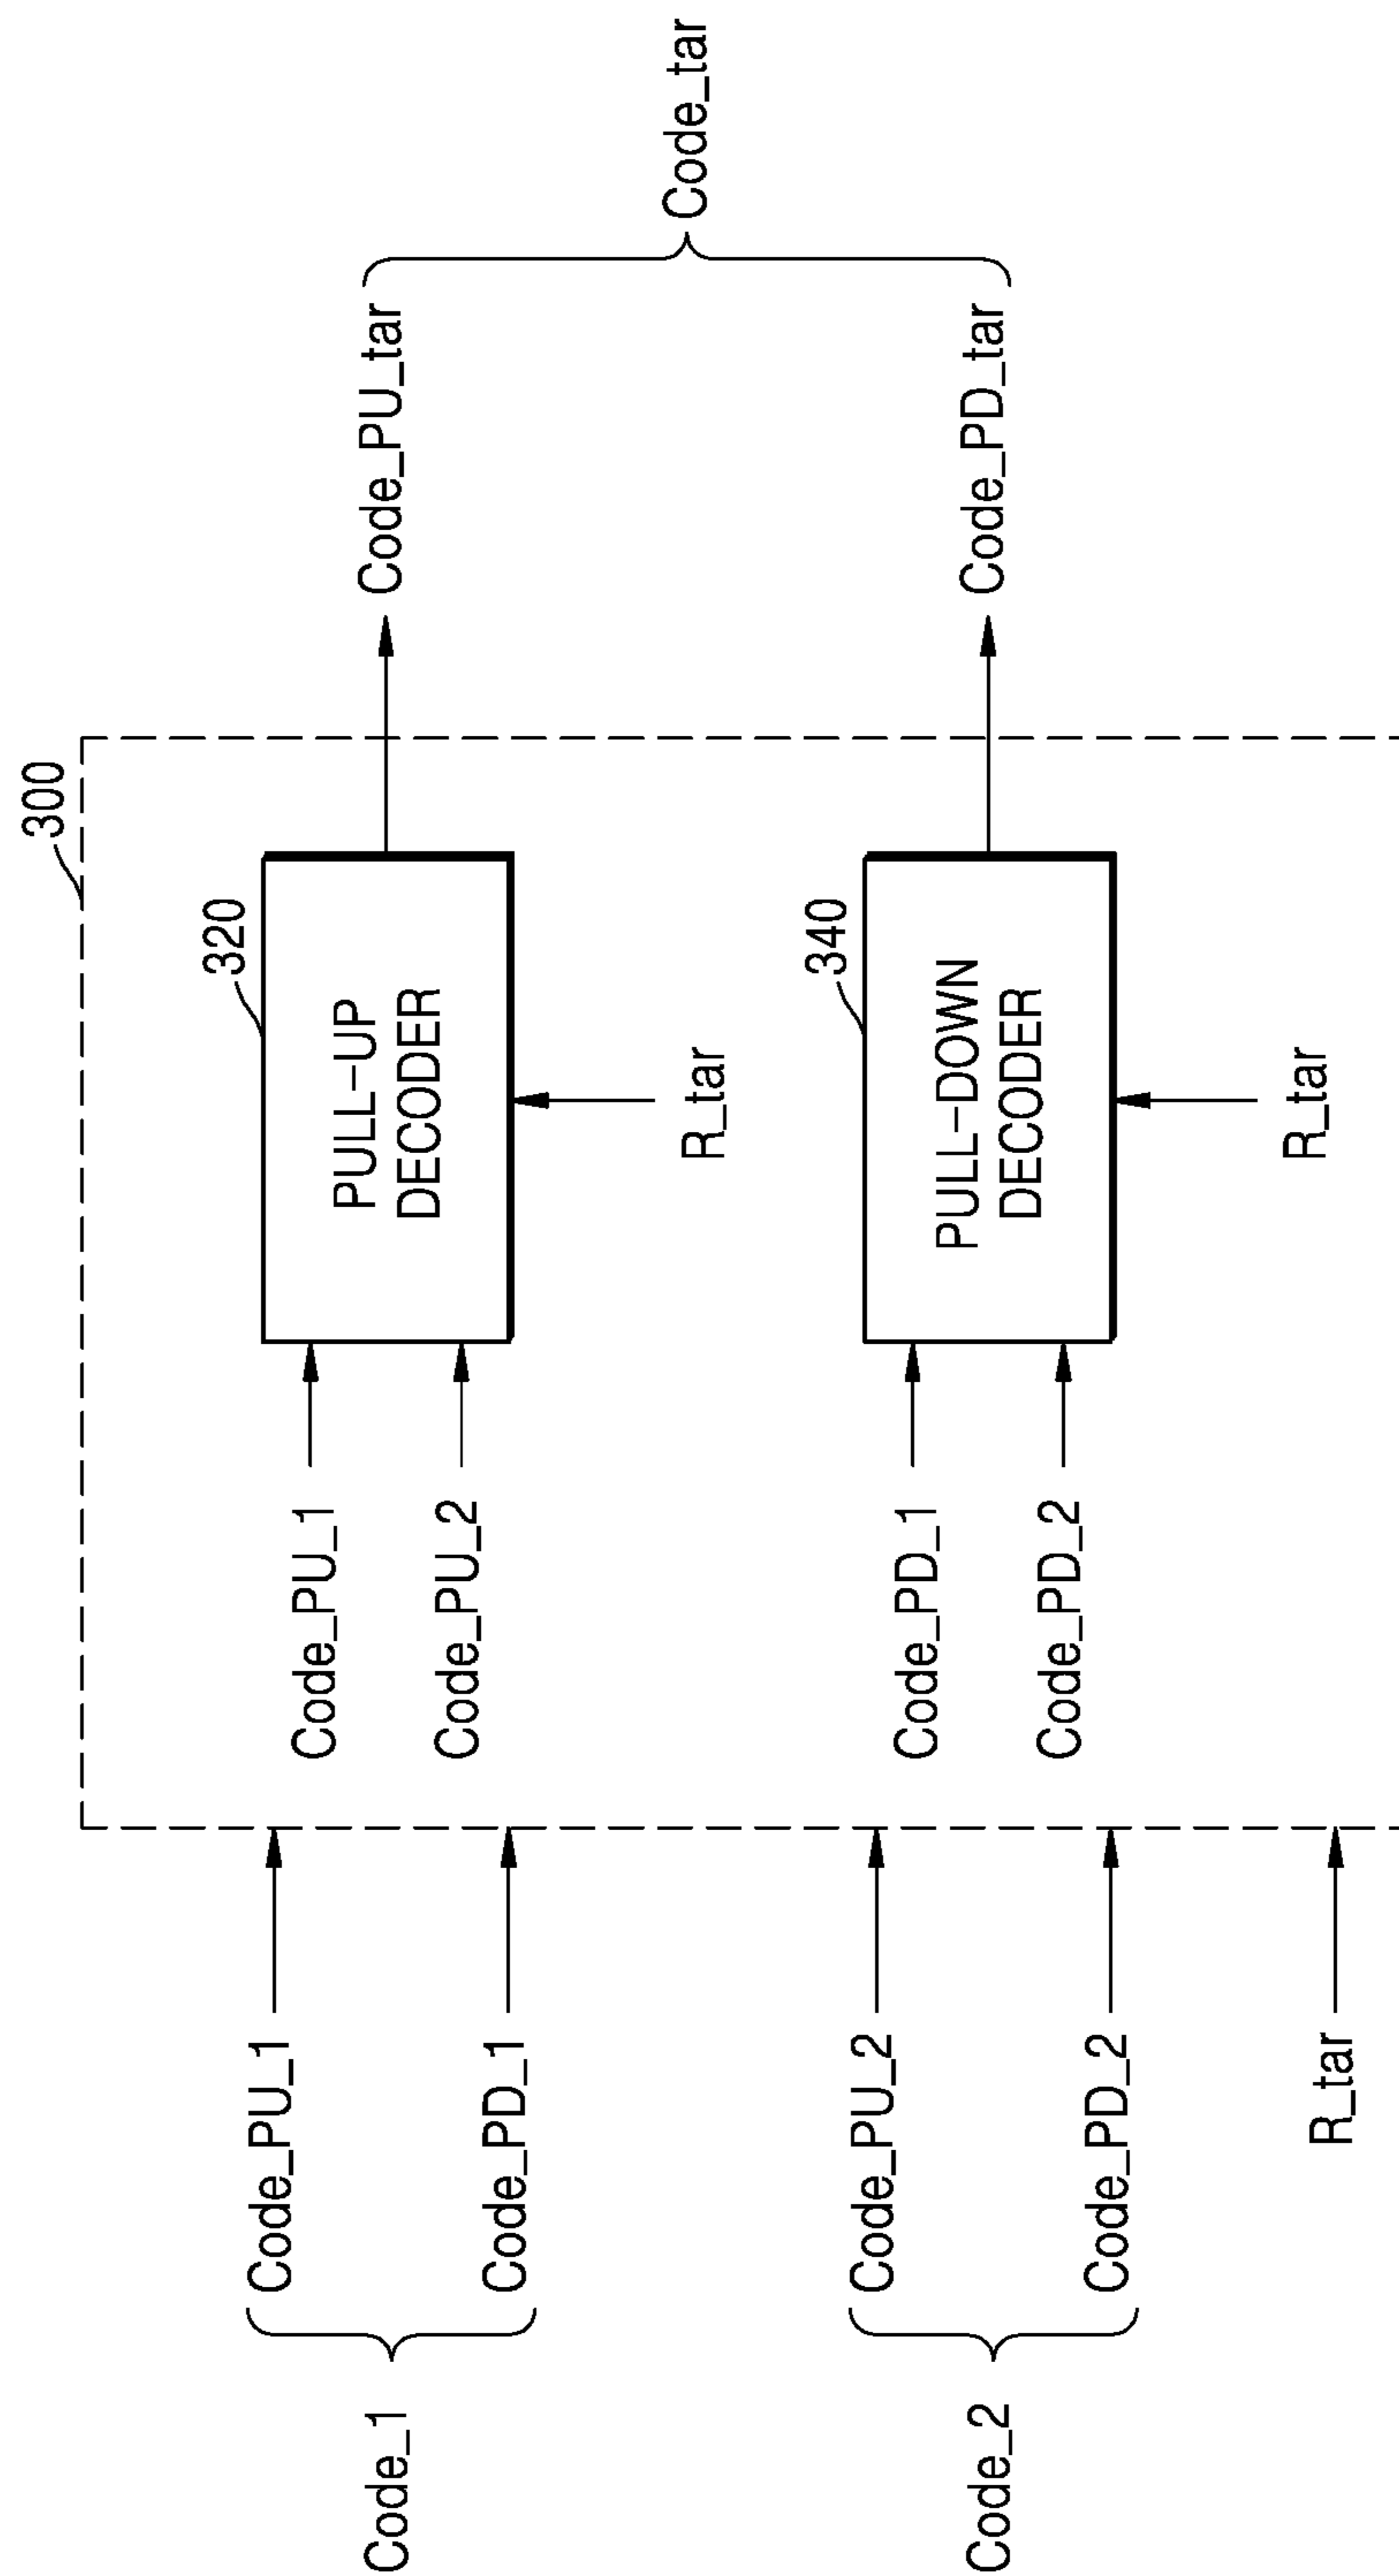 300
Code_1
Code_PU_1
Code_PD_1
Code_2
Code_PU_2
Code_PD_2
R_tar
Code_PU_1
Code_PU_2
320
PULL-UP
DECODER
R_tar
Code_PU_tar
Code_PD_1
Code_PD_2
340
PULL-DOWN
DECODER
R_tar
Code_PD_tar
Code_tar